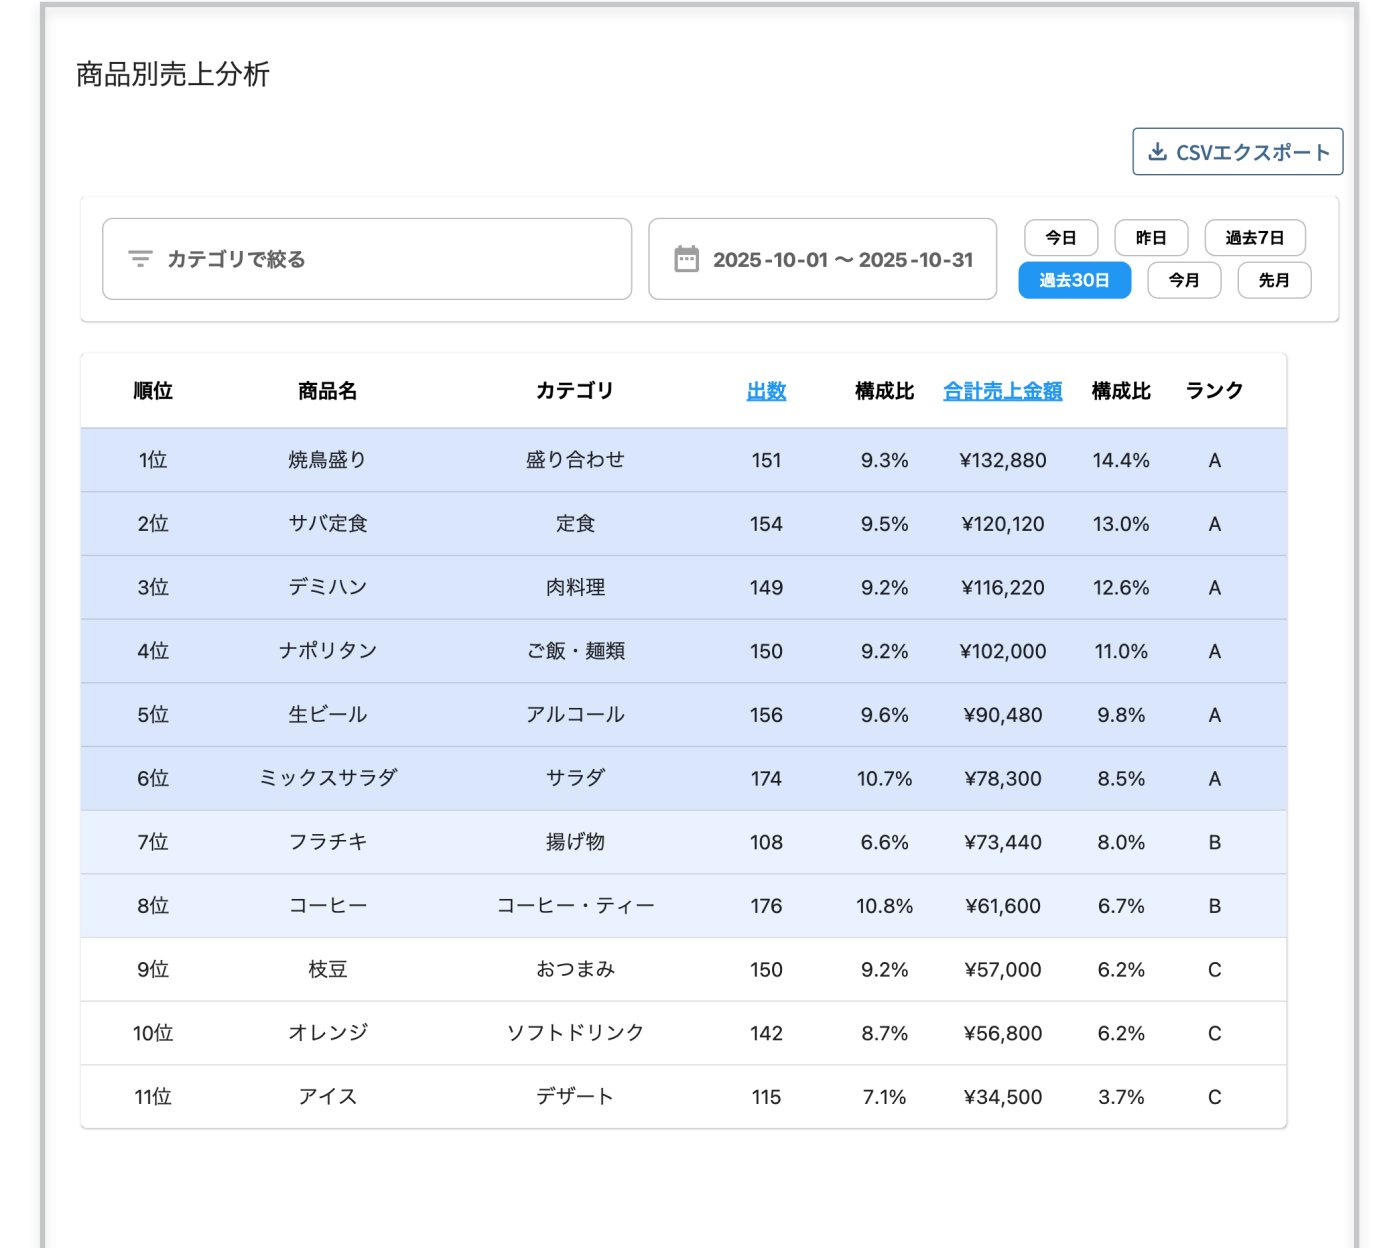 商品別売上分析
CSVエクスポート
カテゴリで絞る 2025-10-01 〜 2025-10-31 今日 昨日 過去7日
過去30日 今月 先月
順位 商品名 カテゴリ 出数 構成比 合計売上金額 構成比 ランク
1位 焼鳥盛り 盛り合わせ 151 9.3% ¥132,880 14.4% A
2位 サバ定食 定食 154 9.5% ¥120,120 13.0% A
3位 デミハン 肉料理 149 9.2% ¥116,220 12.6% A
4位 ナポリタン ご飯・麺類 150 9.2% ¥102,000 11.0% A
5位 生ビール アルコール 156 9.6% ¥90,480 9.8% A
6位 ミックスサラダ サラダ 174 10.7% ¥78,300 8.5% A
7位 フラチキ 揚げ物 108 6.6% ¥73,440 8.0% B
8位 コーヒー コーヒー・ティー 176 10.8% ¥61,600 6.7% B
9位 枝豆 おつまみ 150 9.2% ¥57,000 6.2% C
10位 オレンジ ソフトドリンク 142 8.7% ¥56,800 6.2% C
11位 アイス デザート 115 7.1% ¥34,500 3.7% C